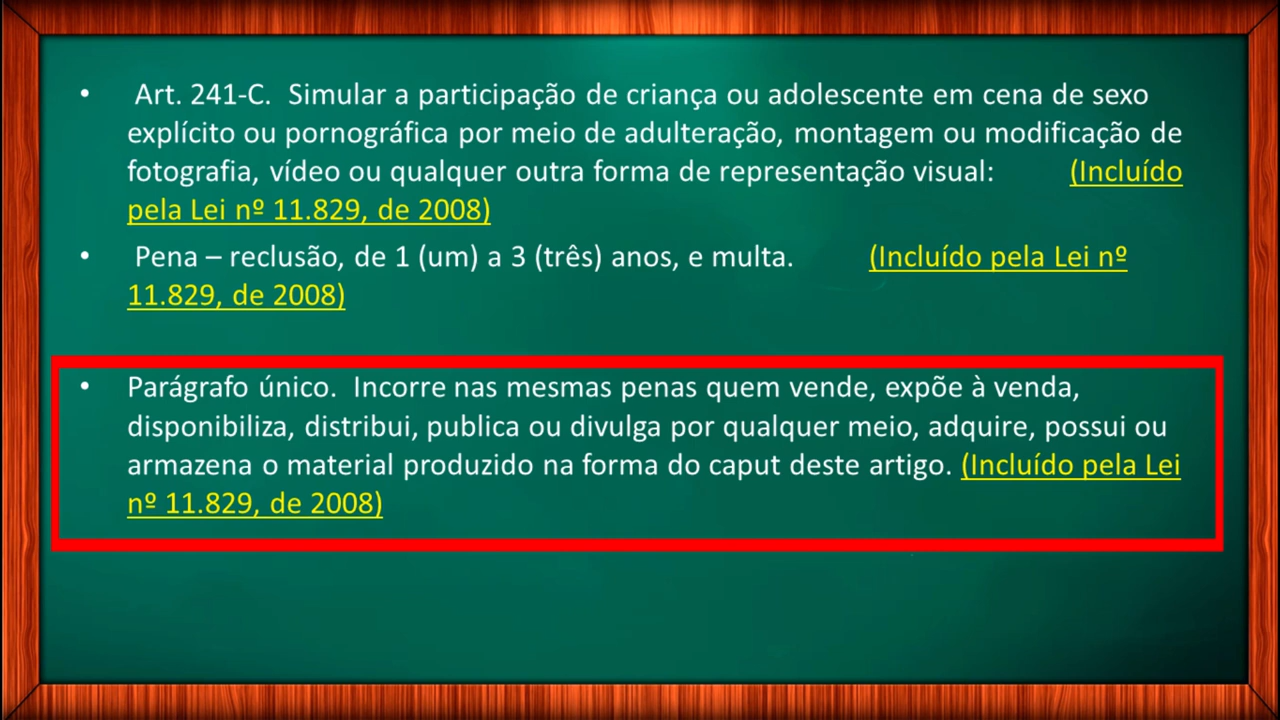 • Art. 241-C. Simular a participação de criança ou adolescente em cena de sexo
explícito ou pornográfica por meio de adulteração, montagem ou modificação de
fotografia, vídeo ou qualquer outra forma de representação visual: (Incluído
pela Lei nº 11.829, de 2008)
• Pena – reclusão, de 1 (um) a 3 (três) anos, e multa. (Incluído pela Lei nº
11.829, de 2008)
• Parágrafo único. Incorre nas mesmas penas quem vende, expõe à venda,
disponibiliza, distribui, publica ou divulga por qualquer meio, adquire, possui ou
armazena o material produzido na forma do caput deste artigo. (Incluído pela Lei
nº 11.829, de 2008)